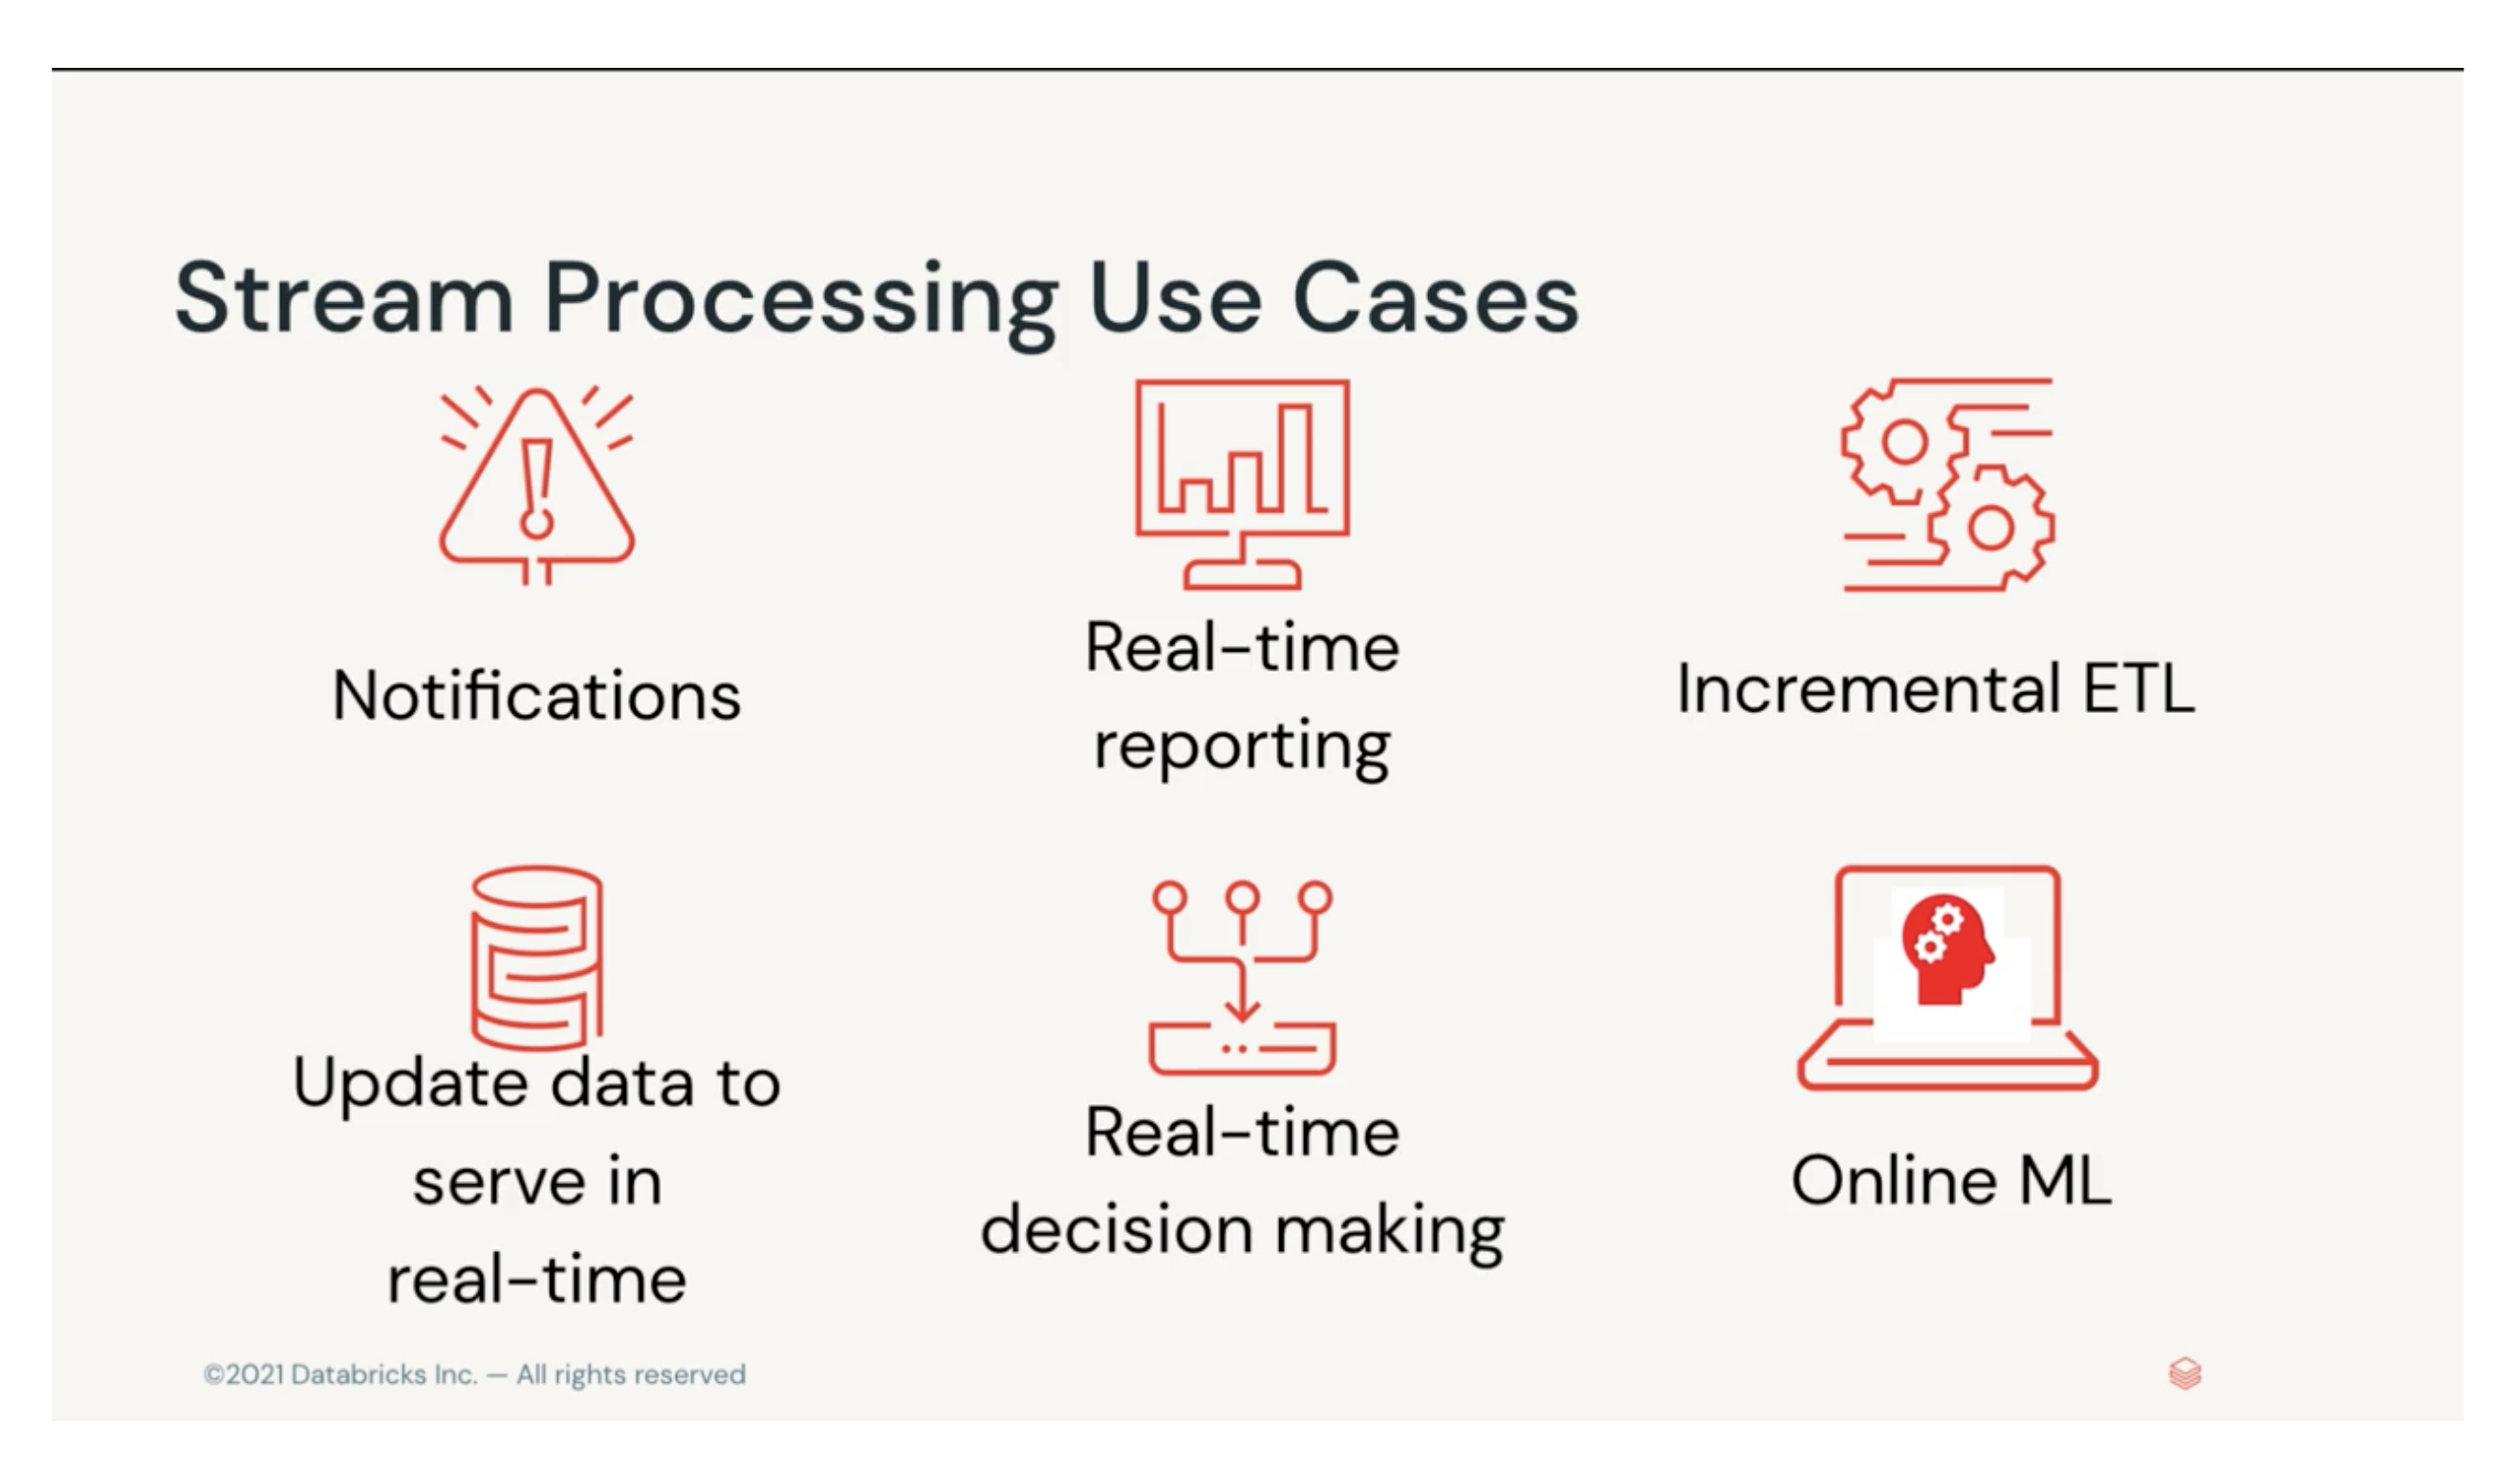 Stream Processing Use Cases
Notifications
Real-time
reporting
Incremental ETL
Update data to
serve in
real-time
Real-time
decision making
Online ML
©2021 Databricks Inc. — All rights reserved